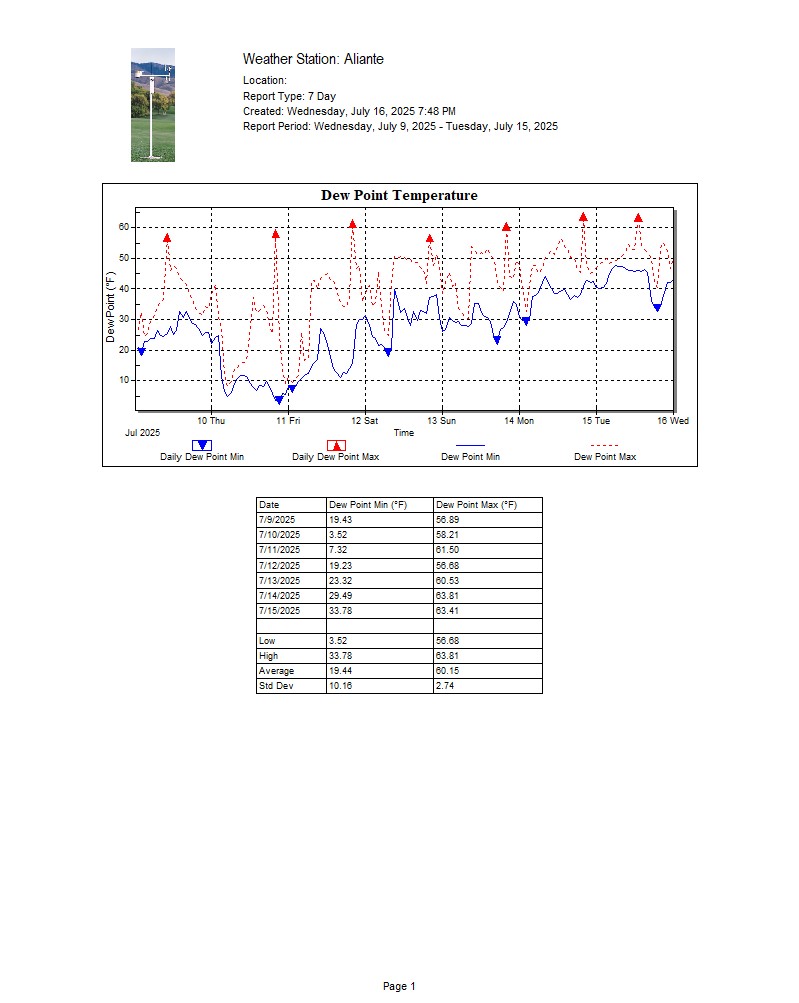 Weather Station: Aliante
Location:
Report Type: 7 Day
Created: Wednesday, July 16, 2025 7:48 PM
Report Period: Wednesday, July 9, 2025 - Tuesday, July 15, 2025
Dew Point Temperature
Dew Point (°F)
60
50
40
30
20
10
10 Thu 11 Fri 12 Sat 13 Sun 14 Mon 15 Tue 16 Wed
Jul 2025 Time
Daily Dew Point Min Daily Dew Point Max Dew Point Min Dew Point Max
Date Dew Point Min (°F) Dew Point Max (°F)
7/9/2025 19.43 56.89
7/10/2025 3.52 58.21
7/11/2025 7.32 61.50
7/12/2025 19.23 56.68
7/13/2025 23.32 60.53
7/14/2025 29.49 63.81
7/15/2025 33.78 63.41
Low 3.52 56.68
High 33.78 63.81
Average 19.44 60.15
Std Dev 10.16 2.74
Page 1